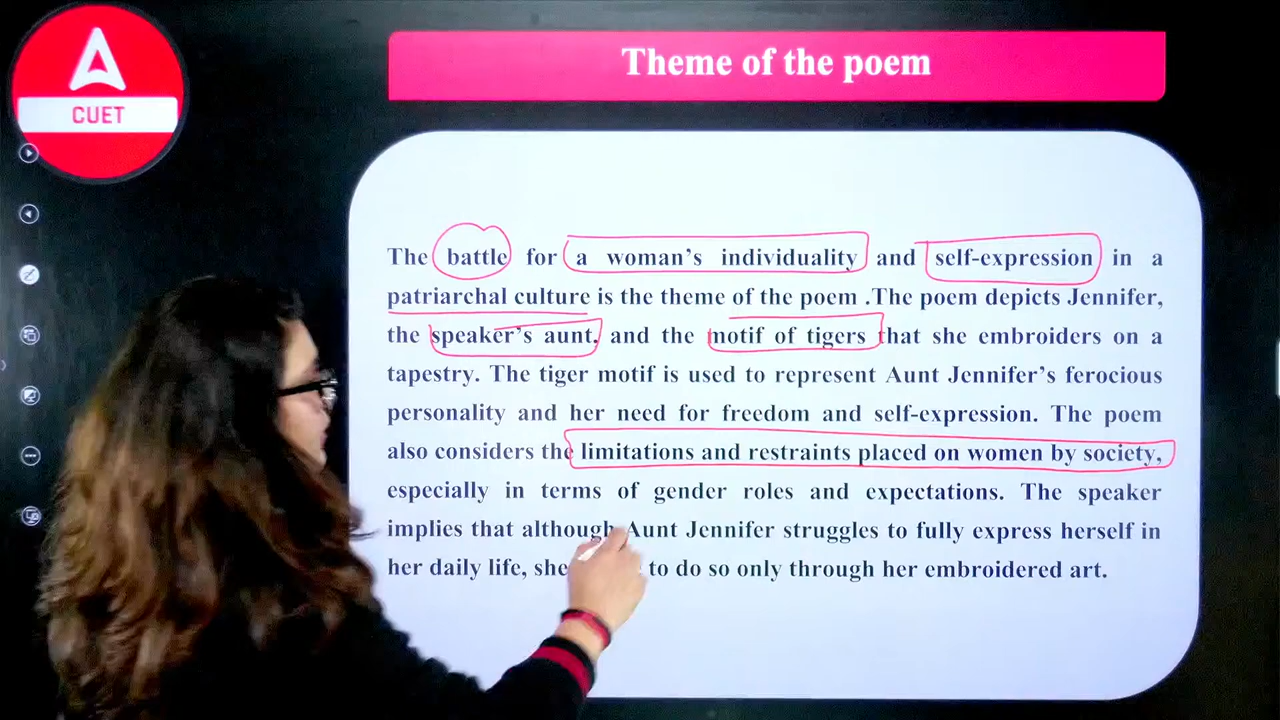 CUET
Theme of the poem
The battle for a woman's individuality and self-expression in a
patriarchal culture is the theme of the poem .The poem depicts Jennifer,
the speaker's aunt, and the motif of tigers that she embroiders on a
tapestry. The tiger motif is used to represent Aunt Jennifer's ferocious
personality and her need for freedom and self-expression. The poem
also considers the limitations and restraints placed on women by society,
especially in terms of gender roles and expectations. The speaker
implies that although Aunt Jennifer struggles to fully express herself in
her daily life, she to do so only through her embroidered art.